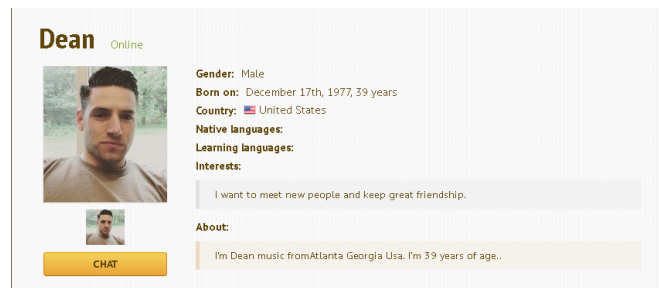 Dean Online
Gender: Male
Born on: December 17th, 1977, 39 years
Country: United States
Native languages:
Learning languages:
Interests:
I want to meet new people and keep great friendship.
About:
I'm Dean music fromAtlanta Georgia Usa. I'm 39 years of age..
CHAT